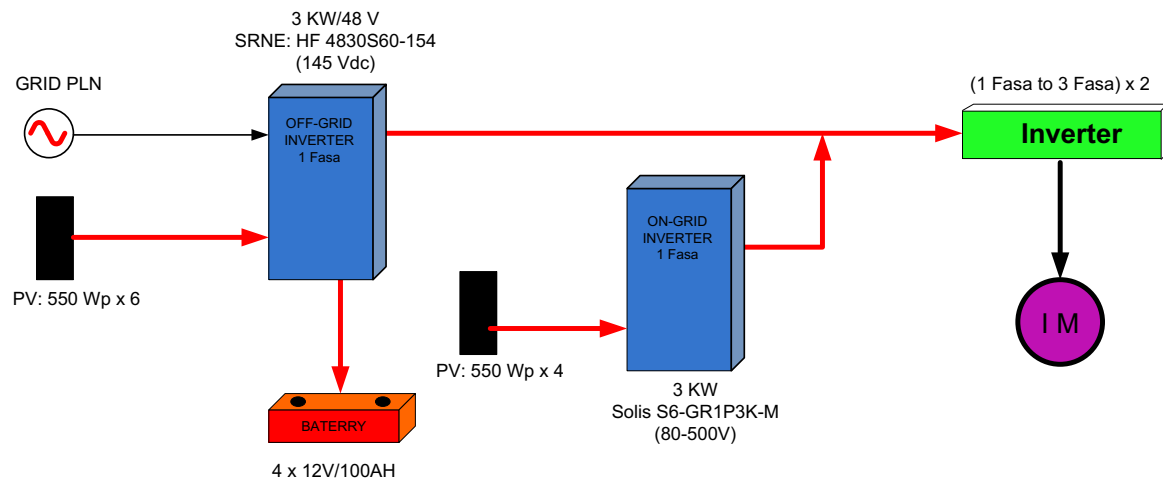 3 KW/48 V
SRNE: HF 4830S60-154
(145 Vdc)
GRID PLN
OFF-GRID
INVERTER
1 Fasa
PV: 550 Wp x 6
BATERRY
4 x 12V/100AH
PV: 550 Wp x 4
ON-GRID
INVERTER
1 Fasa
3 KW
Solis S6-GR1P3K-M
(80-500V)
(1 Fasa to 3 Fasa) x 2
Inverter
I M